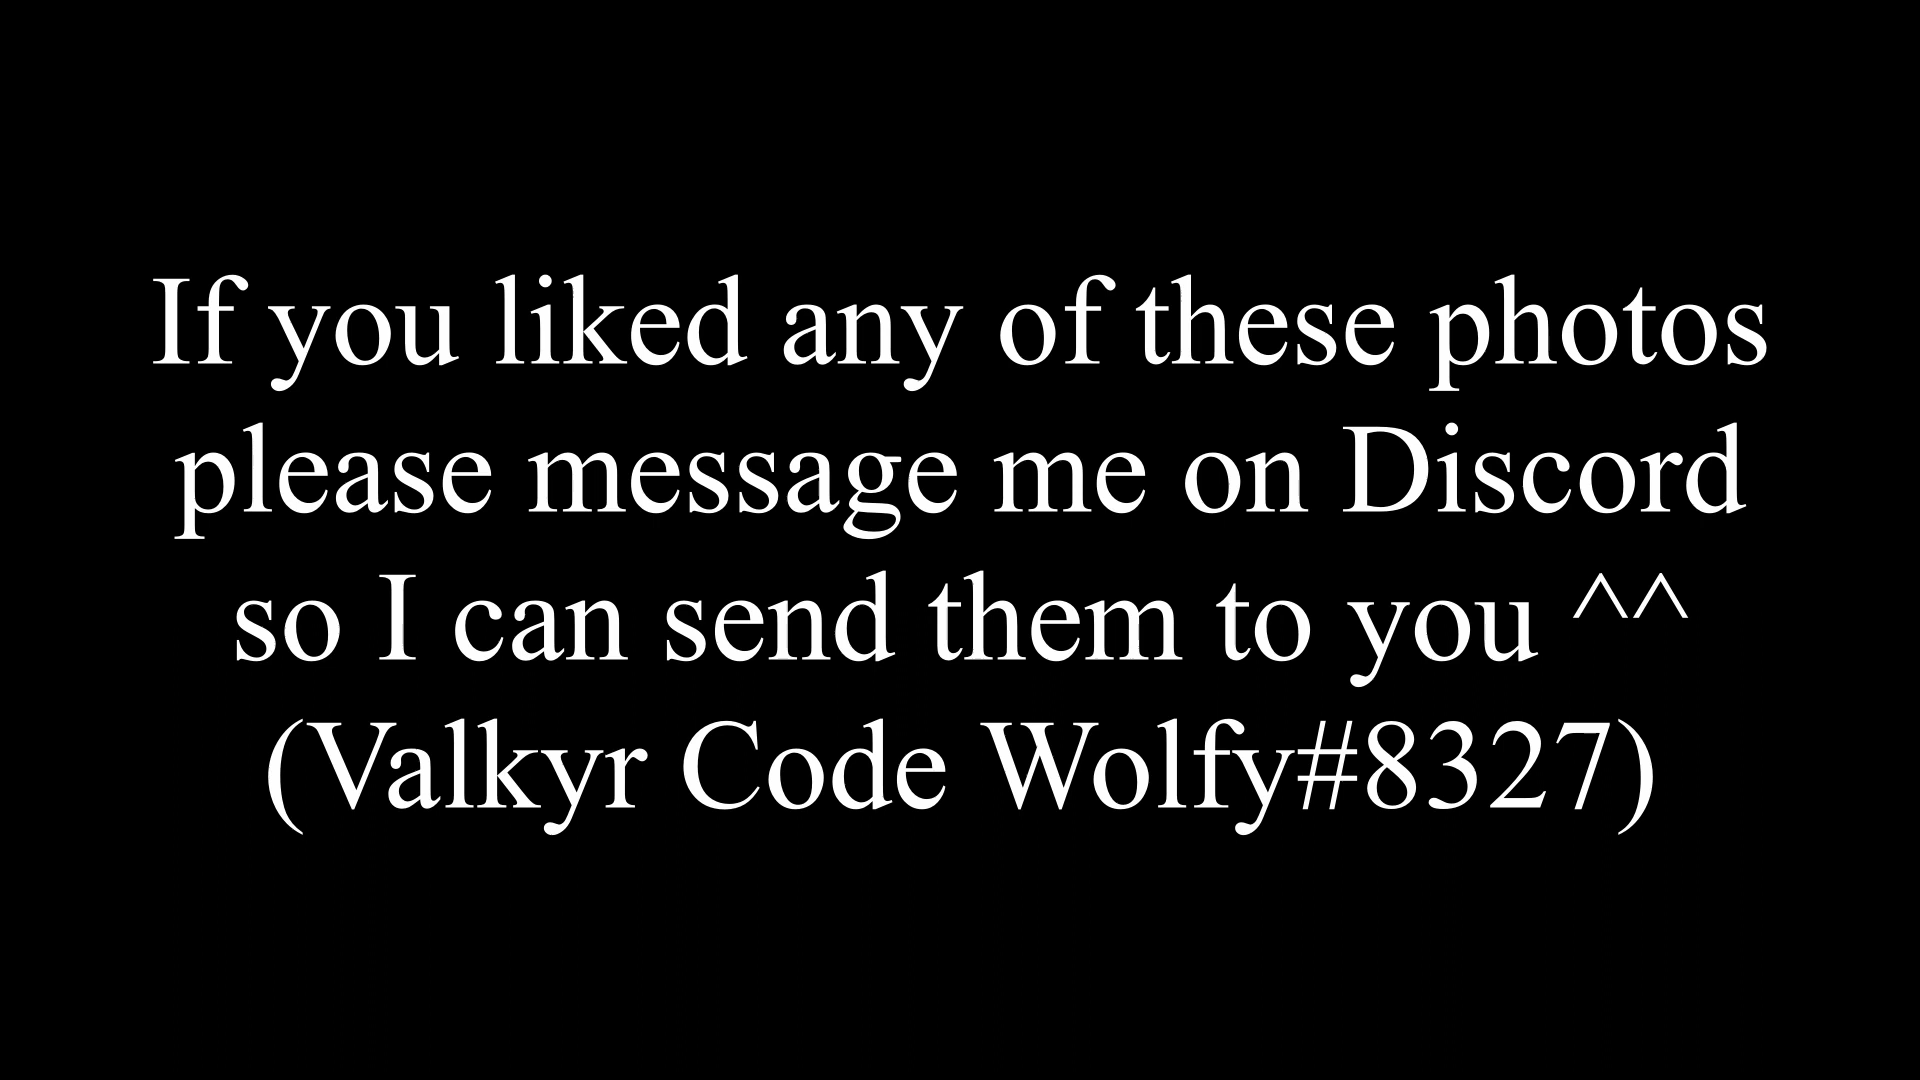 If you liked any of these photos
please message me on Discord
so I can send them to you ^^
(Valkyr Code Wolfy#8327)